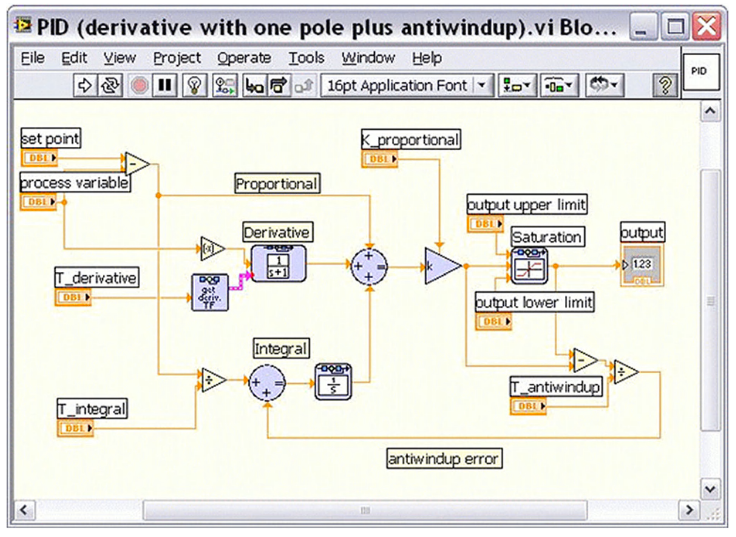 PID (derivative with one pole plus antiwindup).vi Blo...
File Edit View Project Operate Tools Window Help
16pt Application Font
?
PID
set point
DBL
process variable
DBL
K_proportional
DBL
Proportional
Derivative
1
s+1
T_derivative
DBL
get
deriv.
TF
k
output upper limit
DBL
Saturation
output
1.23
DBL
output lower limit
DBL
Integral
1
s
T_integral
DBL
T_antiwindup
DBL
antiwindup error